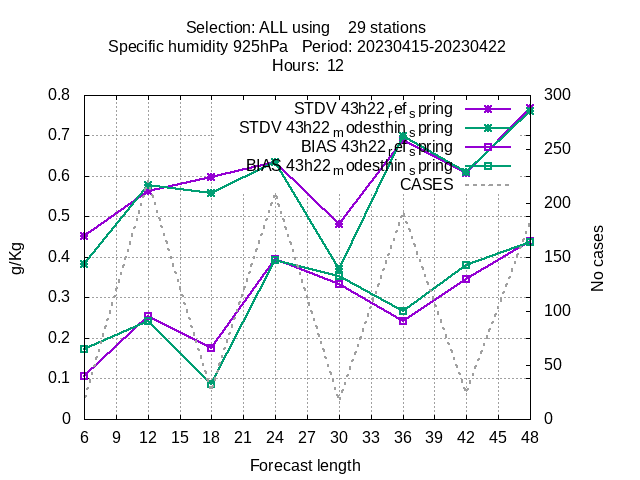 Selection: ALL using 29 stations
Specific humidity 925hPa Period: 20230415-20230422
Hours: 12
STDV 43h22_ref_spring
STDV 43h22_modesthin_spring
BIAS 43h22_ref_spring
BIAS 43h22_modesthin_spring
CASES
g/Kg
0.8
0.7
0.6
0.5
0.4
0.3
0.2
0.1
0
300
250
200
150
100
50
0
No cases
6 9 12 15 18 21 24 27 30 33 36 39 42 45 48
Forecast length